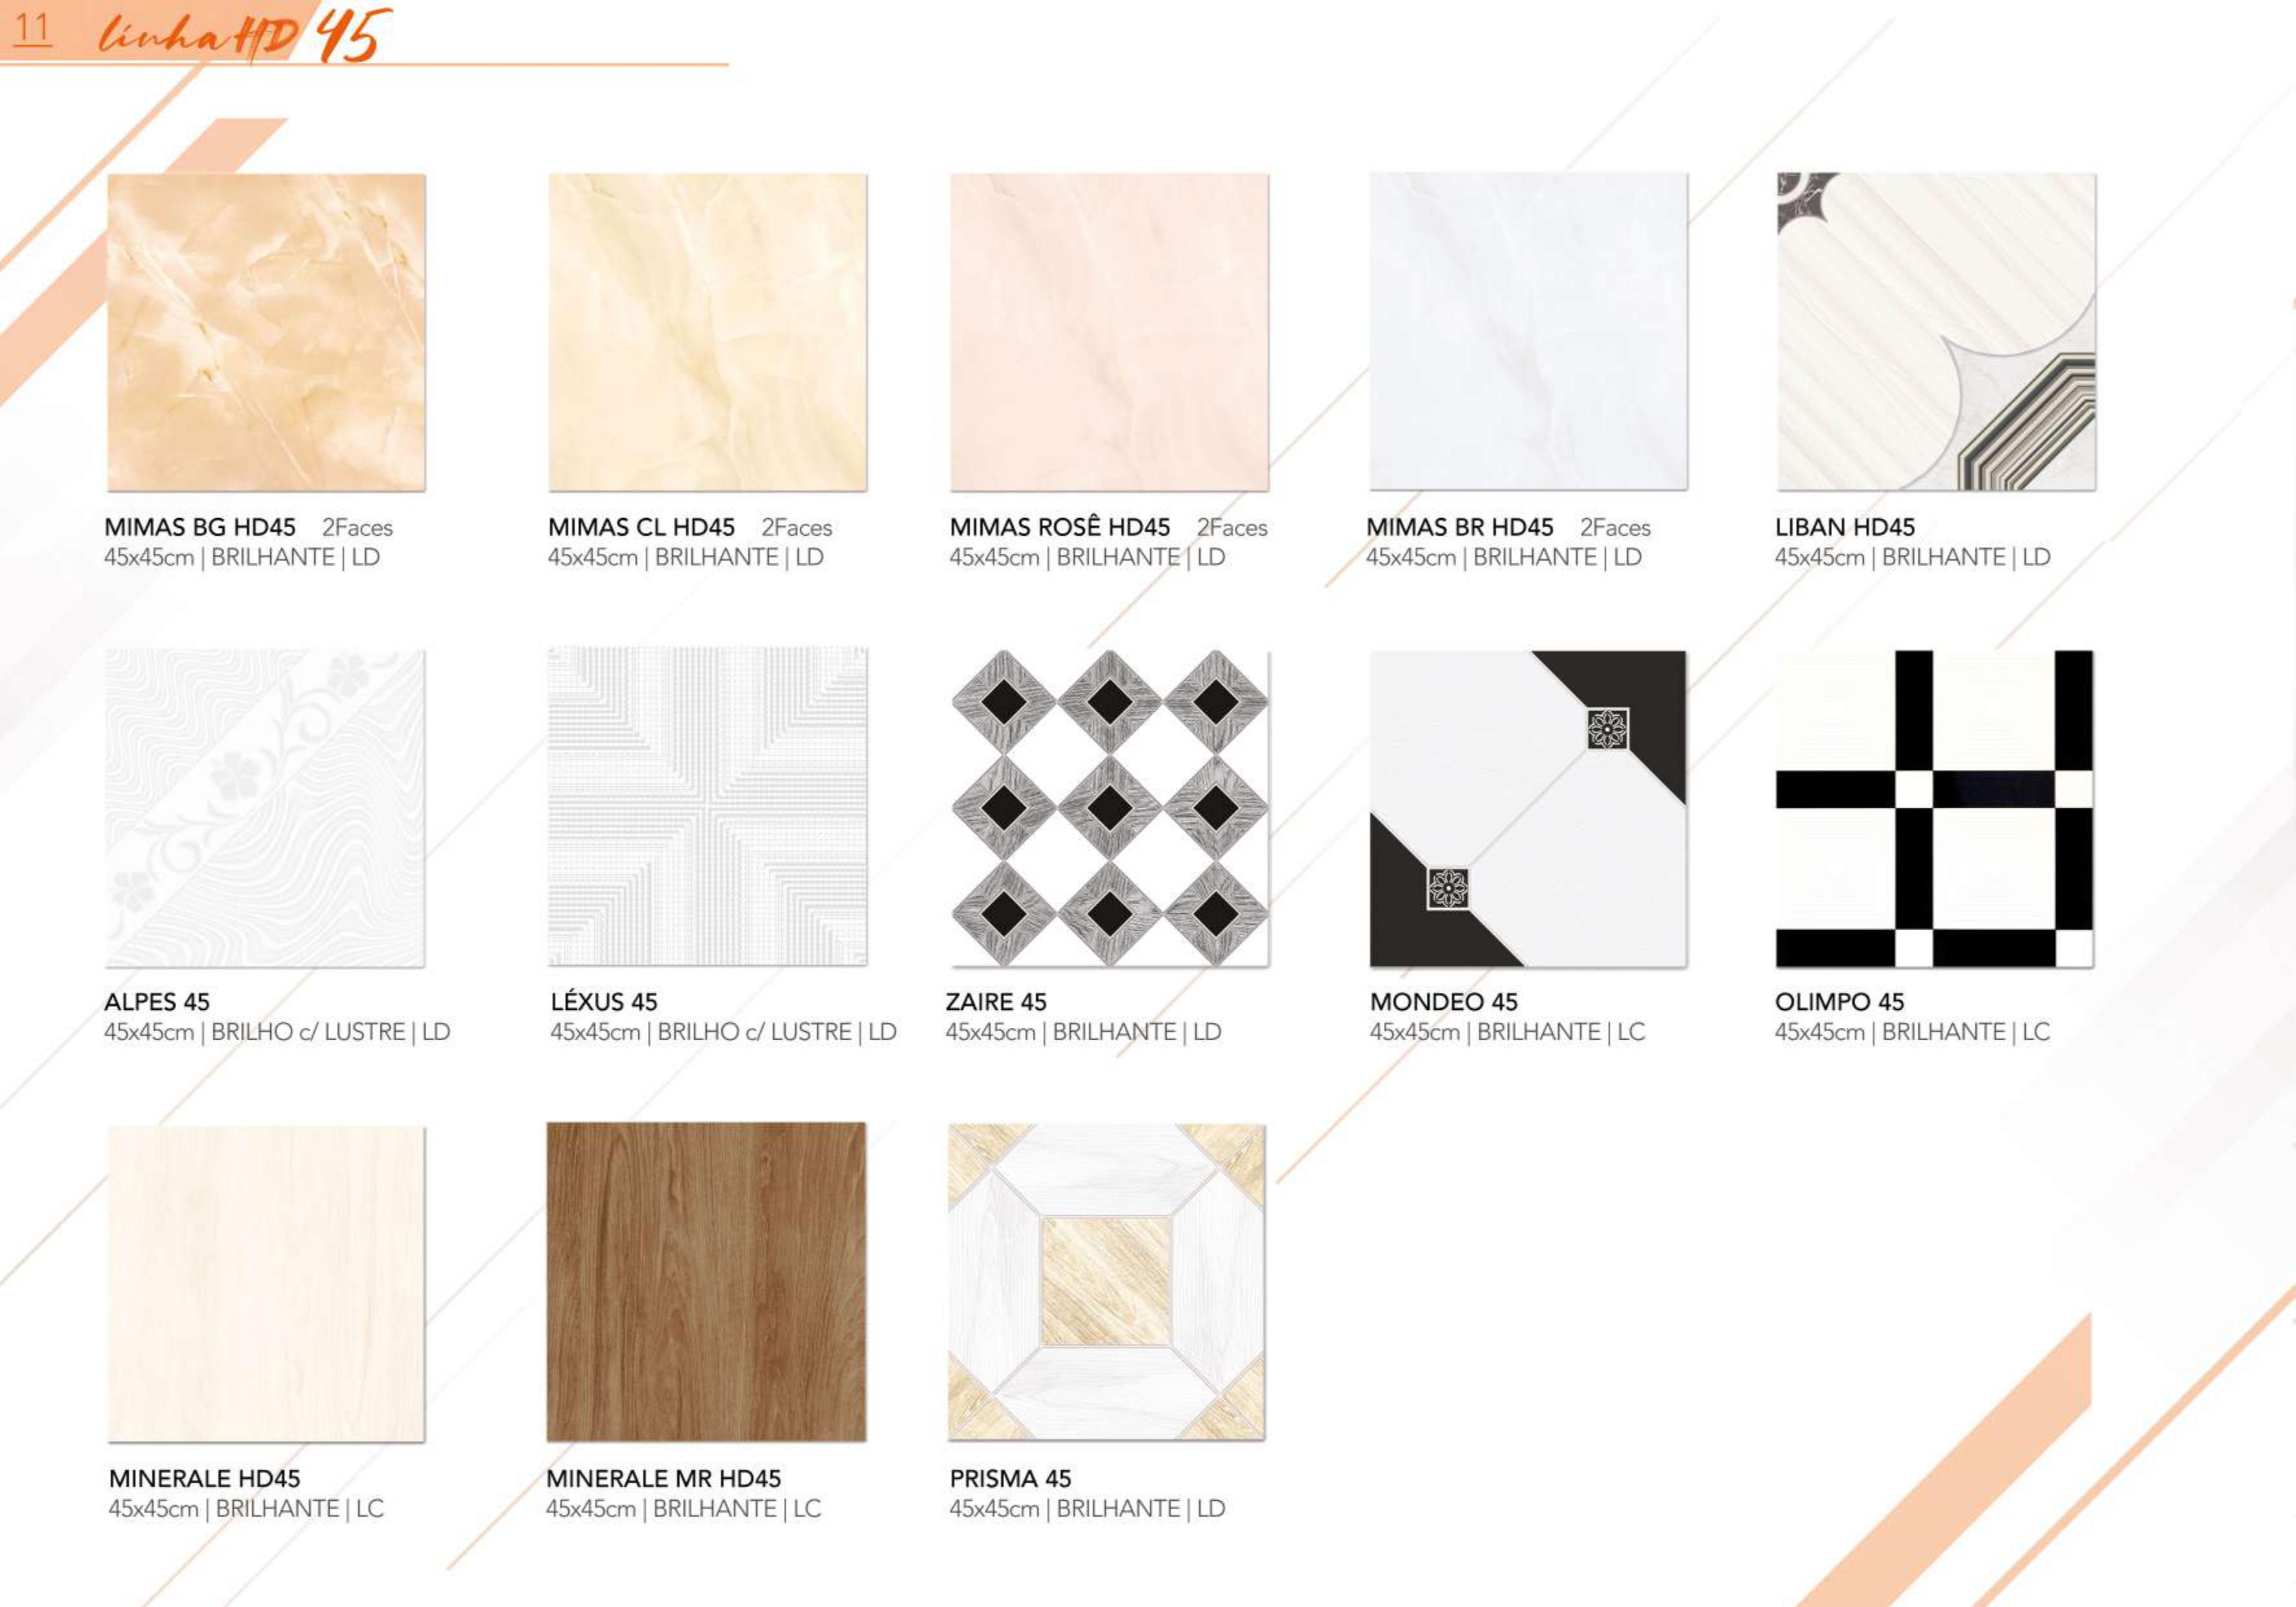 11 linha HD 45
MIMAS BG HD45 2Faces
45x45cm | BRILHANTE | LD
MIMAS CL HD45 2Faces
45x45cm | BRILHANTE | LD
MIMAS ROSÊ HD45 2Faces
45x45cm | BRILHANTE | LD
MIMAS BR HD45 2Faces
45x45cm | BRILHANTE | LD
LIBAN HD45
45x45cm | BRILHANTE | LD
ALPES 45
45x45cm | BRILHO c/ LUSTRE | LD
LÉXUS 45
45x45cm | BRILHO c/ LUSTRE | LD
ZAIRE 45
45x45cm | BRILHANTE | LD
MONDEO 45
45x45cm | BRILHANTE | LC
OLIMPO 45
45x45cm | BRILHANTE | LC
MINERALE HD45
45x45cm | BRILHANTE | LC
MINERALE MR HD45
45x45cm | BRILHANTE | LC
PRISMA 45
45x45cm | BRILHANTE | LD